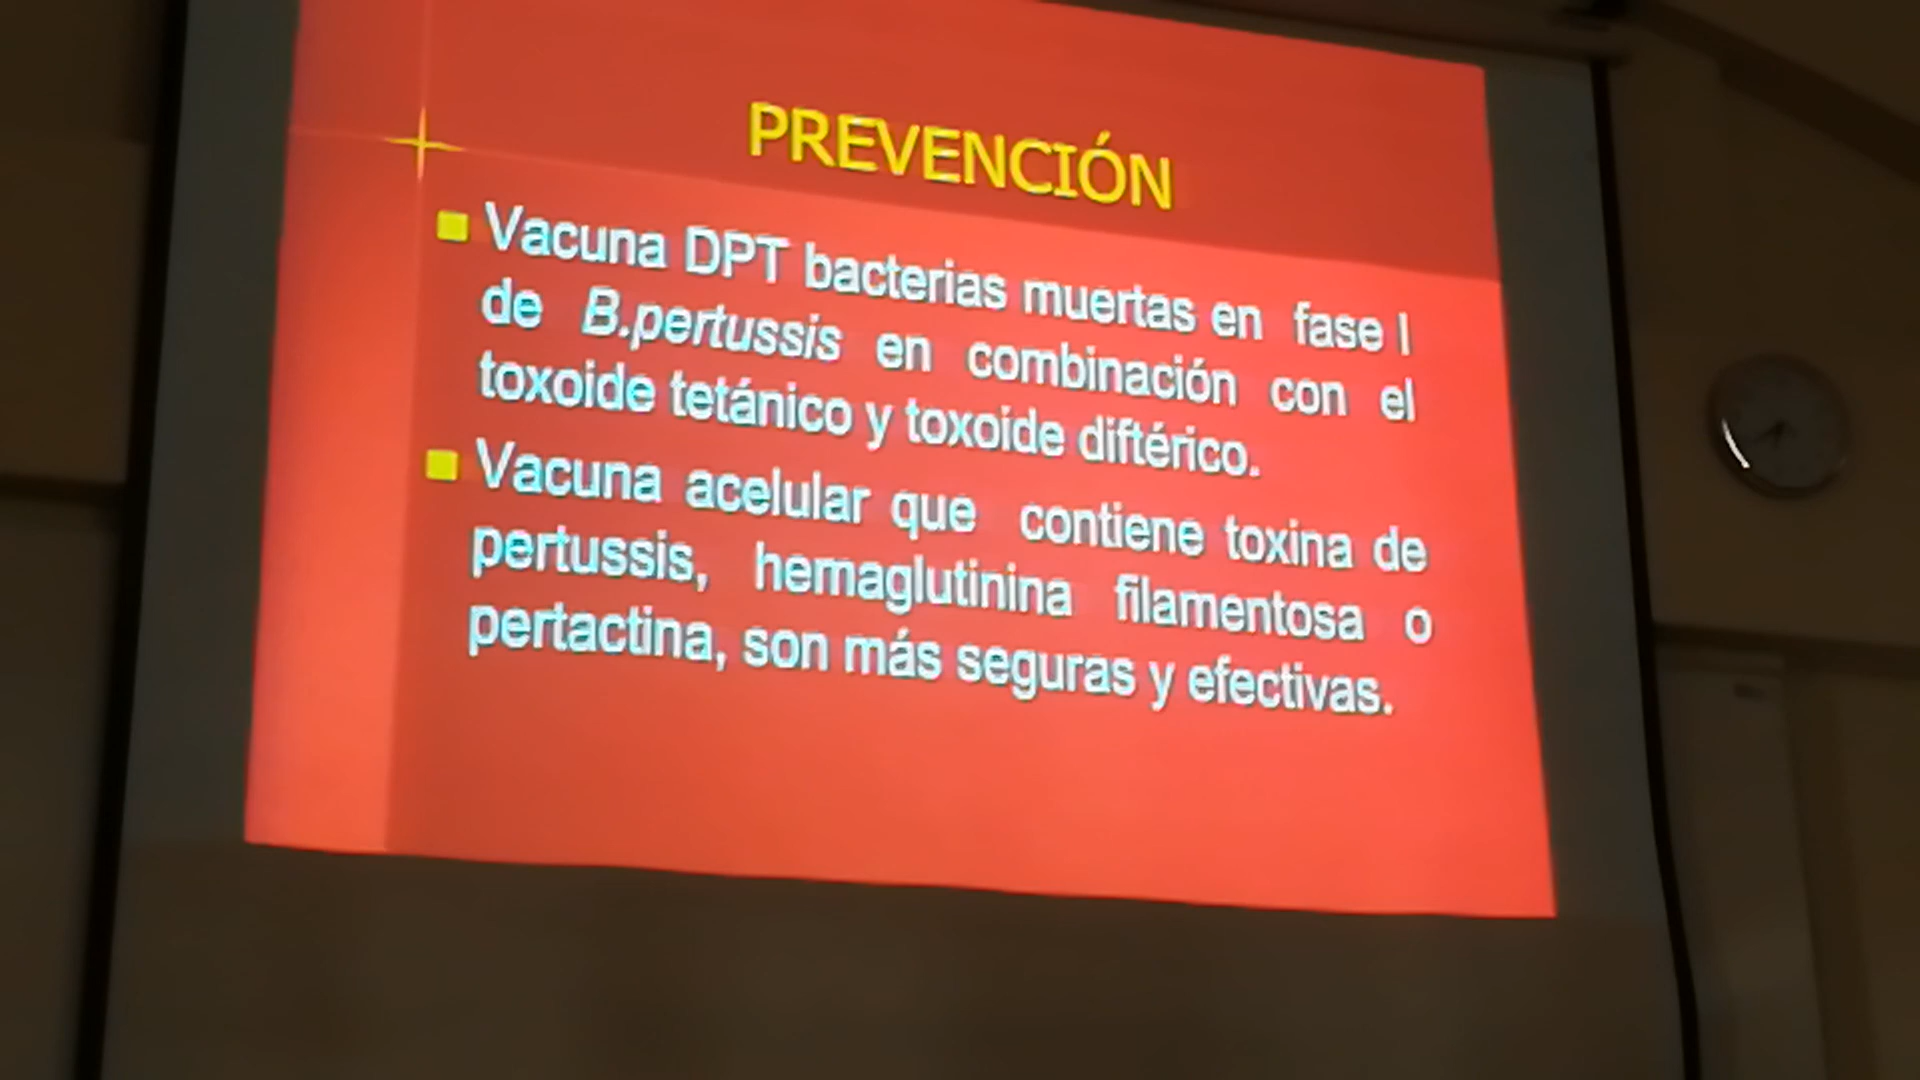 PREVENCIÓN
Vacuna DPT bacterias muertas en fase I
de B.pertussis en combinación con el
toxoide tetánico y toxoide diftérico.
Vacuna acelular que contiene toxina de
pertussis, hemaglutinina filamentosa o
pertactina, son más seguras y efectivas.